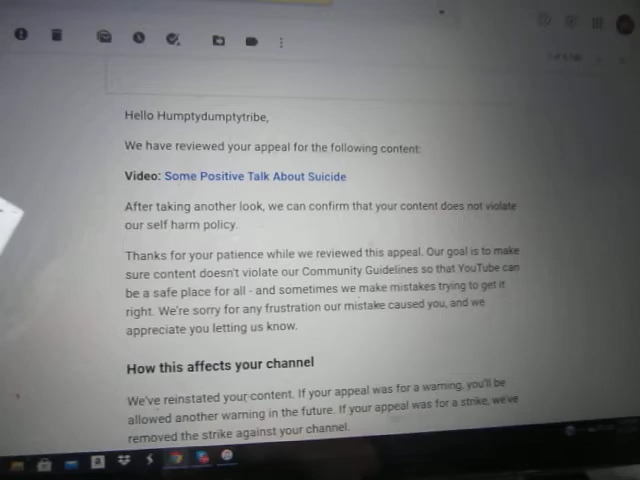 Hello Humptydumptytribe,
We have reviewed your appeal for the following content:
Video: Some Positive Talk About Suicide
After taking another look, we can confirm that your content does not violate
our self harm policy.
Thanks for your patience while we reviewed this appeal. Our goal is to make
sure content doesn't violate our Community Guidelines so that YouTube can
be a safe place for all - and sometimes we make mistakes trying to get it
right. We're sorry for any frustration our mistake caused you, and we
appreciate you letting us know.
How this affects your channel
We've reinstated your content. If your appeal was for a warning, you'll be
allowed another warning in the future. If your appeal was for a strike, we've
removed the strike against your channel.